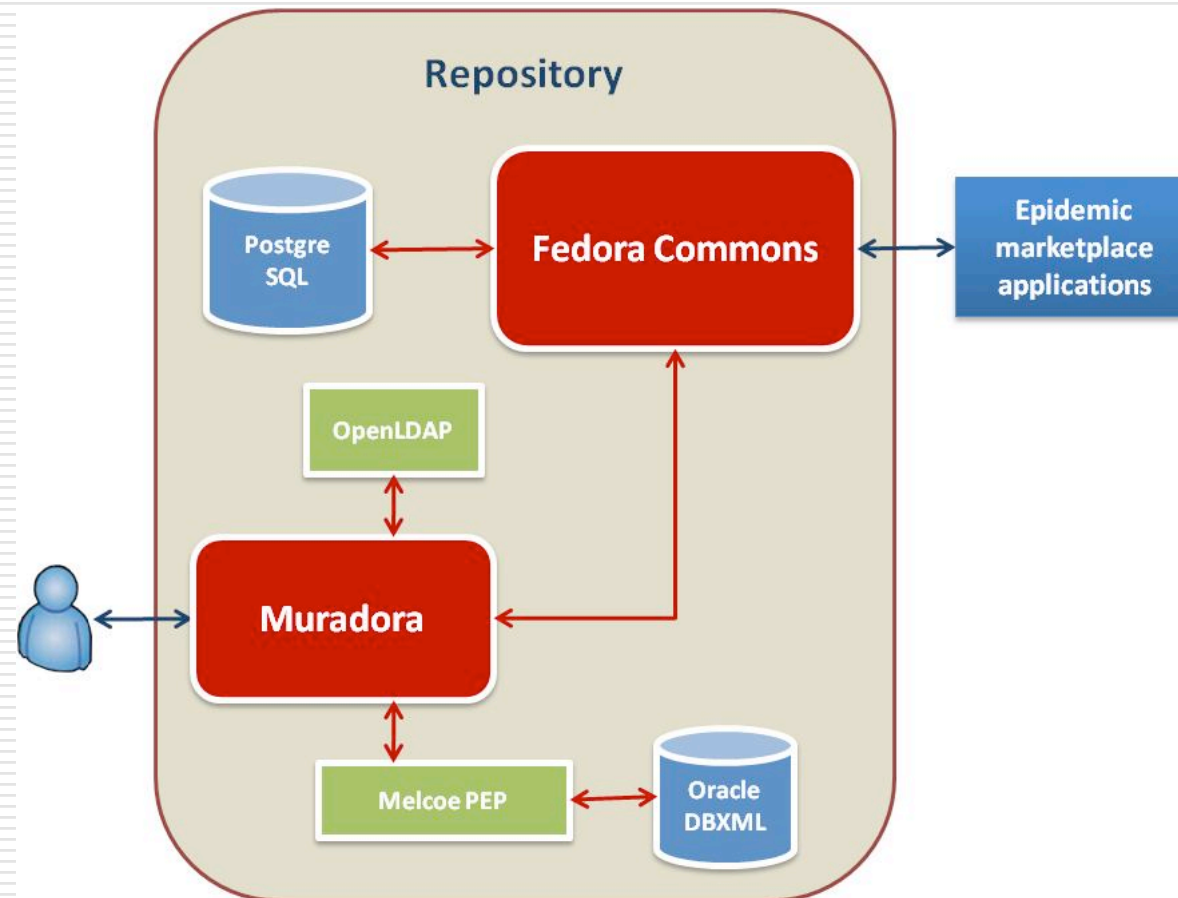 Repository
Postgre
SQL
Fedora Commons
Epidemic
marketplace
applications
OpenLDAP
Muradora
Melcoe PEP
Oracle
DBXML